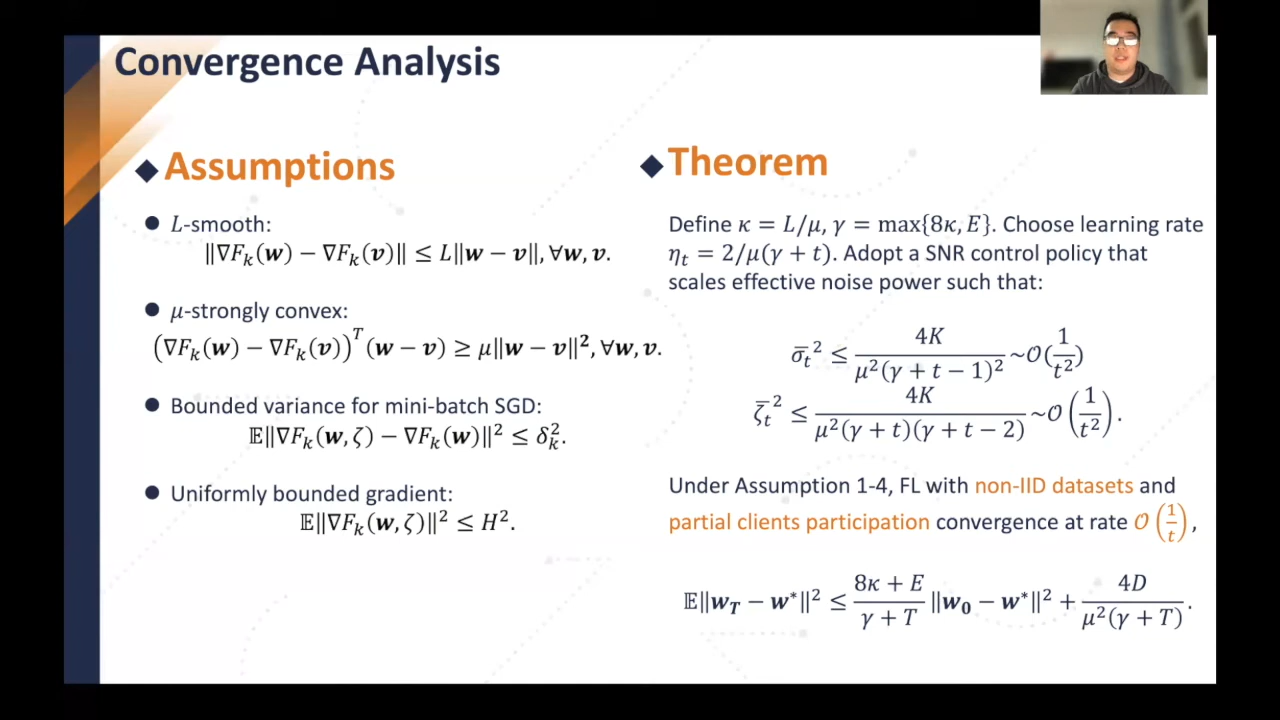 Convergence Analysis
◆ Assumptions
● L-smooth:
‖∇F_k(w) − ∇F_k(v)‖ ≤ L‖w − v‖, ∀w, v.
● μ-strongly convex:
(∇F_k(w) − ∇F_k(v))^T (w − v) ≥ μ‖w − v‖², ∀w, v.
● Bounded variance for mini-batch SGD:
𝔼‖∇F_k(w, ζ) − ∇F_k(w)‖² ≤ δ_k².
● Uniformly bounded gradient:
𝔼‖∇F_k(w, ζ)‖² ≤ H².
◆ Theorem
Define κ = L/μ, γ = max{8κ, E}. Choose learning rate
η_t = 2/μ(γ + t). Adopt a SNR control policy that
scales effective noise power such that:
σ̅_t² ≤ 4K / μ²(γ + t − 1)² ~𝒪(1/t²)
ζ̅_t² ≤ 4K / μ²(γ + t)(γ + t − 2) ~𝒪(1/t²).
Under Assumption 1-4, FL with non-IID datasets and
partial clients participation convergence at rate 𝒪(1/t),
𝔼‖w_T − w*‖² ≤ (8κ + E)/(γ + T) ‖w_0 − w*‖² + 4D / μ²(γ + T).